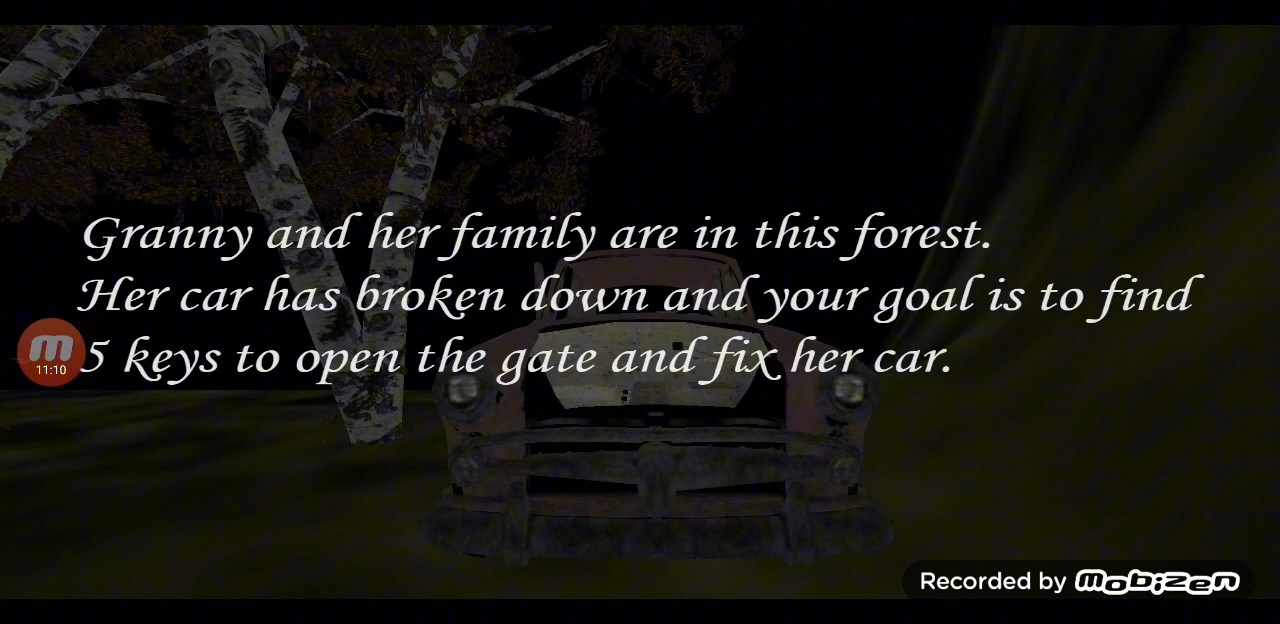 Granny and her family are in this forest.
Her car has broken down and your goal is to find
5 keys to open the gate and fix her car.
11:10
Recorded by mobizen